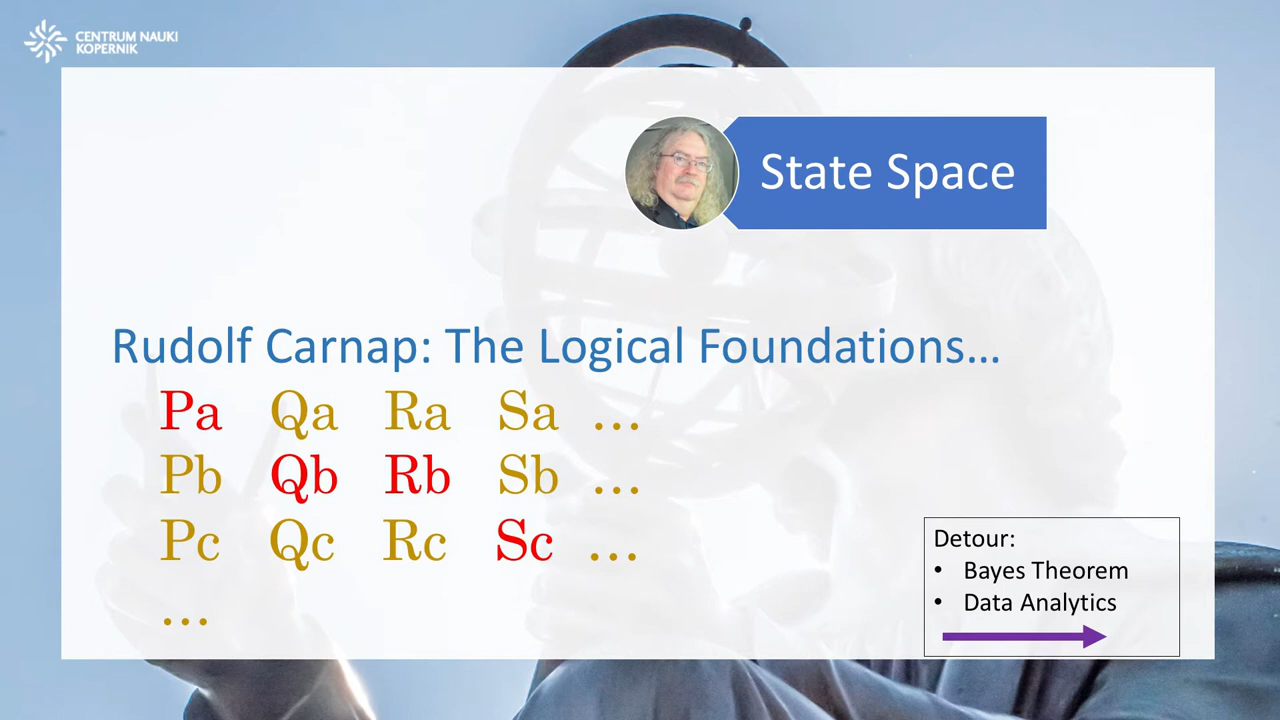 CENTRUM NAUKI
KOPERNIK
State Space
Rudolf Carnap: The Logical Foundations...
Pa Qa Ra Sa ...
Pb Qb Rb Sb ...
Pc Qc Rc Sc ...
...
Detour:
• Bayes Theorem
• Data Analytics